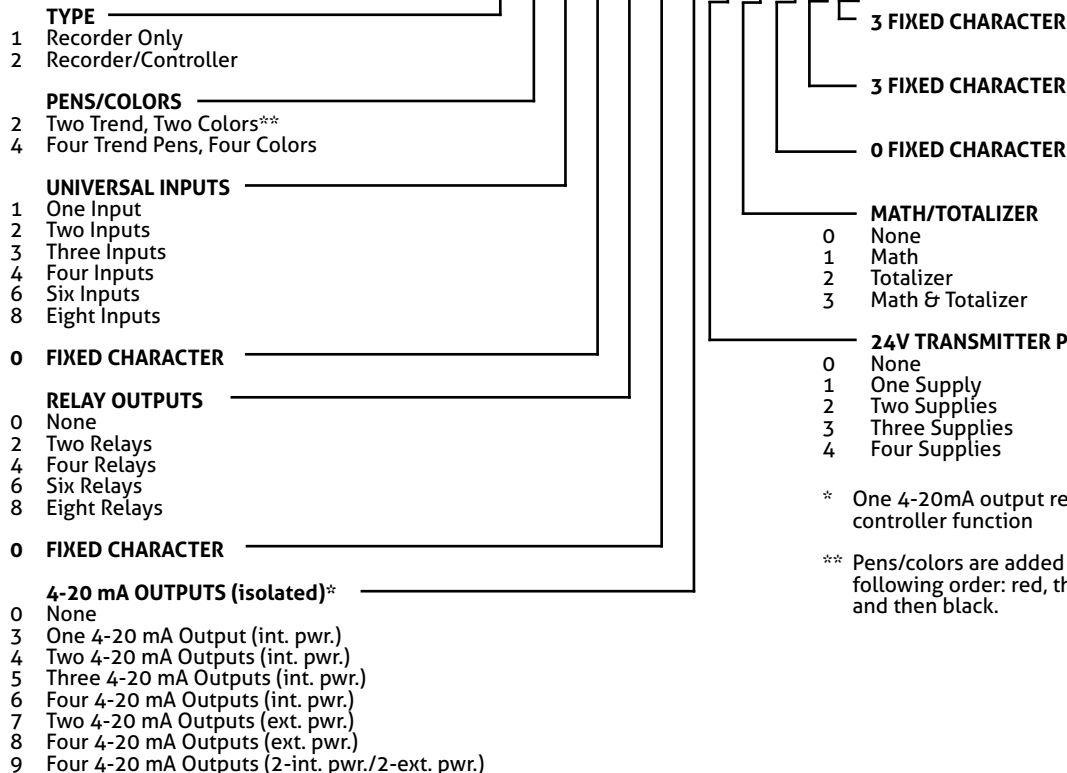 TYPE
1 Recorder Only
2 Recorder/Controller
PENS/COLORS
2 Two Trend, Two Colors**
4 Four Trend Pens, Four Colors
UNIVERSAL INPUTS
1 One Input
2 Two Inputs
3 Three Inputs
4 Four Inputs
6 Six Inputs
8 Eight Inputs
0 FIXED CHARACTER
RELAY OUTPUTS
0 None
2 Two Relays
4 Four Relays
6 Six Relays
8 Eight Relays
0 FIXED CHARACTER
4-20 mA OUTPUTS (isolated)*
0 None
3 One 4-20 mA Output (int. pwr.)
4 Two 4-20 mA Outputs (int. pwr.)
5 Three 4-20 mA Outputs (int. pwr.)
6 Four 4-20 mA Outputs (int. pwr.)
7 Two 4-20 mA Outputs (ext. pwr.)
8 Four 4-20 mA Outputs (ext. pwr.)
9 Four 4-20 mA Outputs (2-int. pwr./2-ext. pwr.)
3 FIXED CHARACTER
3 FIXED CHARACTER
0 FIXED CHARACTER
MATH/TOTALIZER
0 None
1 Math
2 Totalizer
3 Math & Totalizer
24V TRANSMITTER P
0 None
1 One Supply
2 Two Supplies
3 Three Supplies
4 Four Supplies
* One 4-20mA output re
controller function
** Pens/colors are added
following order: red, th
and then black.